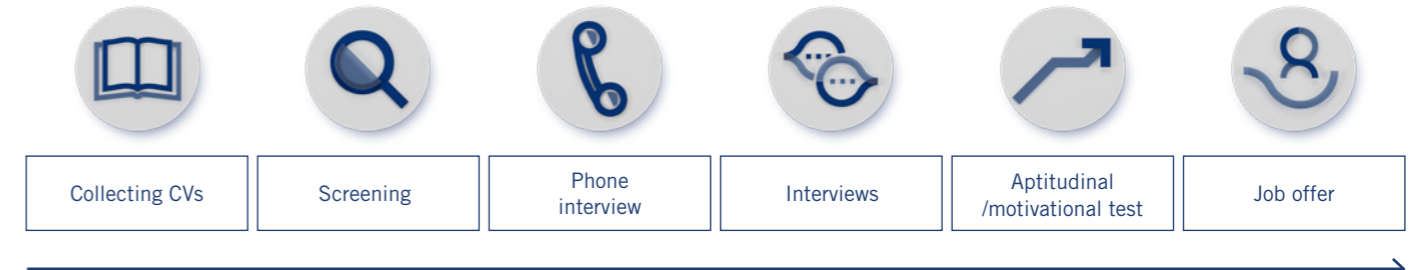 Collecting CVs
Screening
Phone
interview
Interviews
Aptitudinal
/motivational test
Job offer